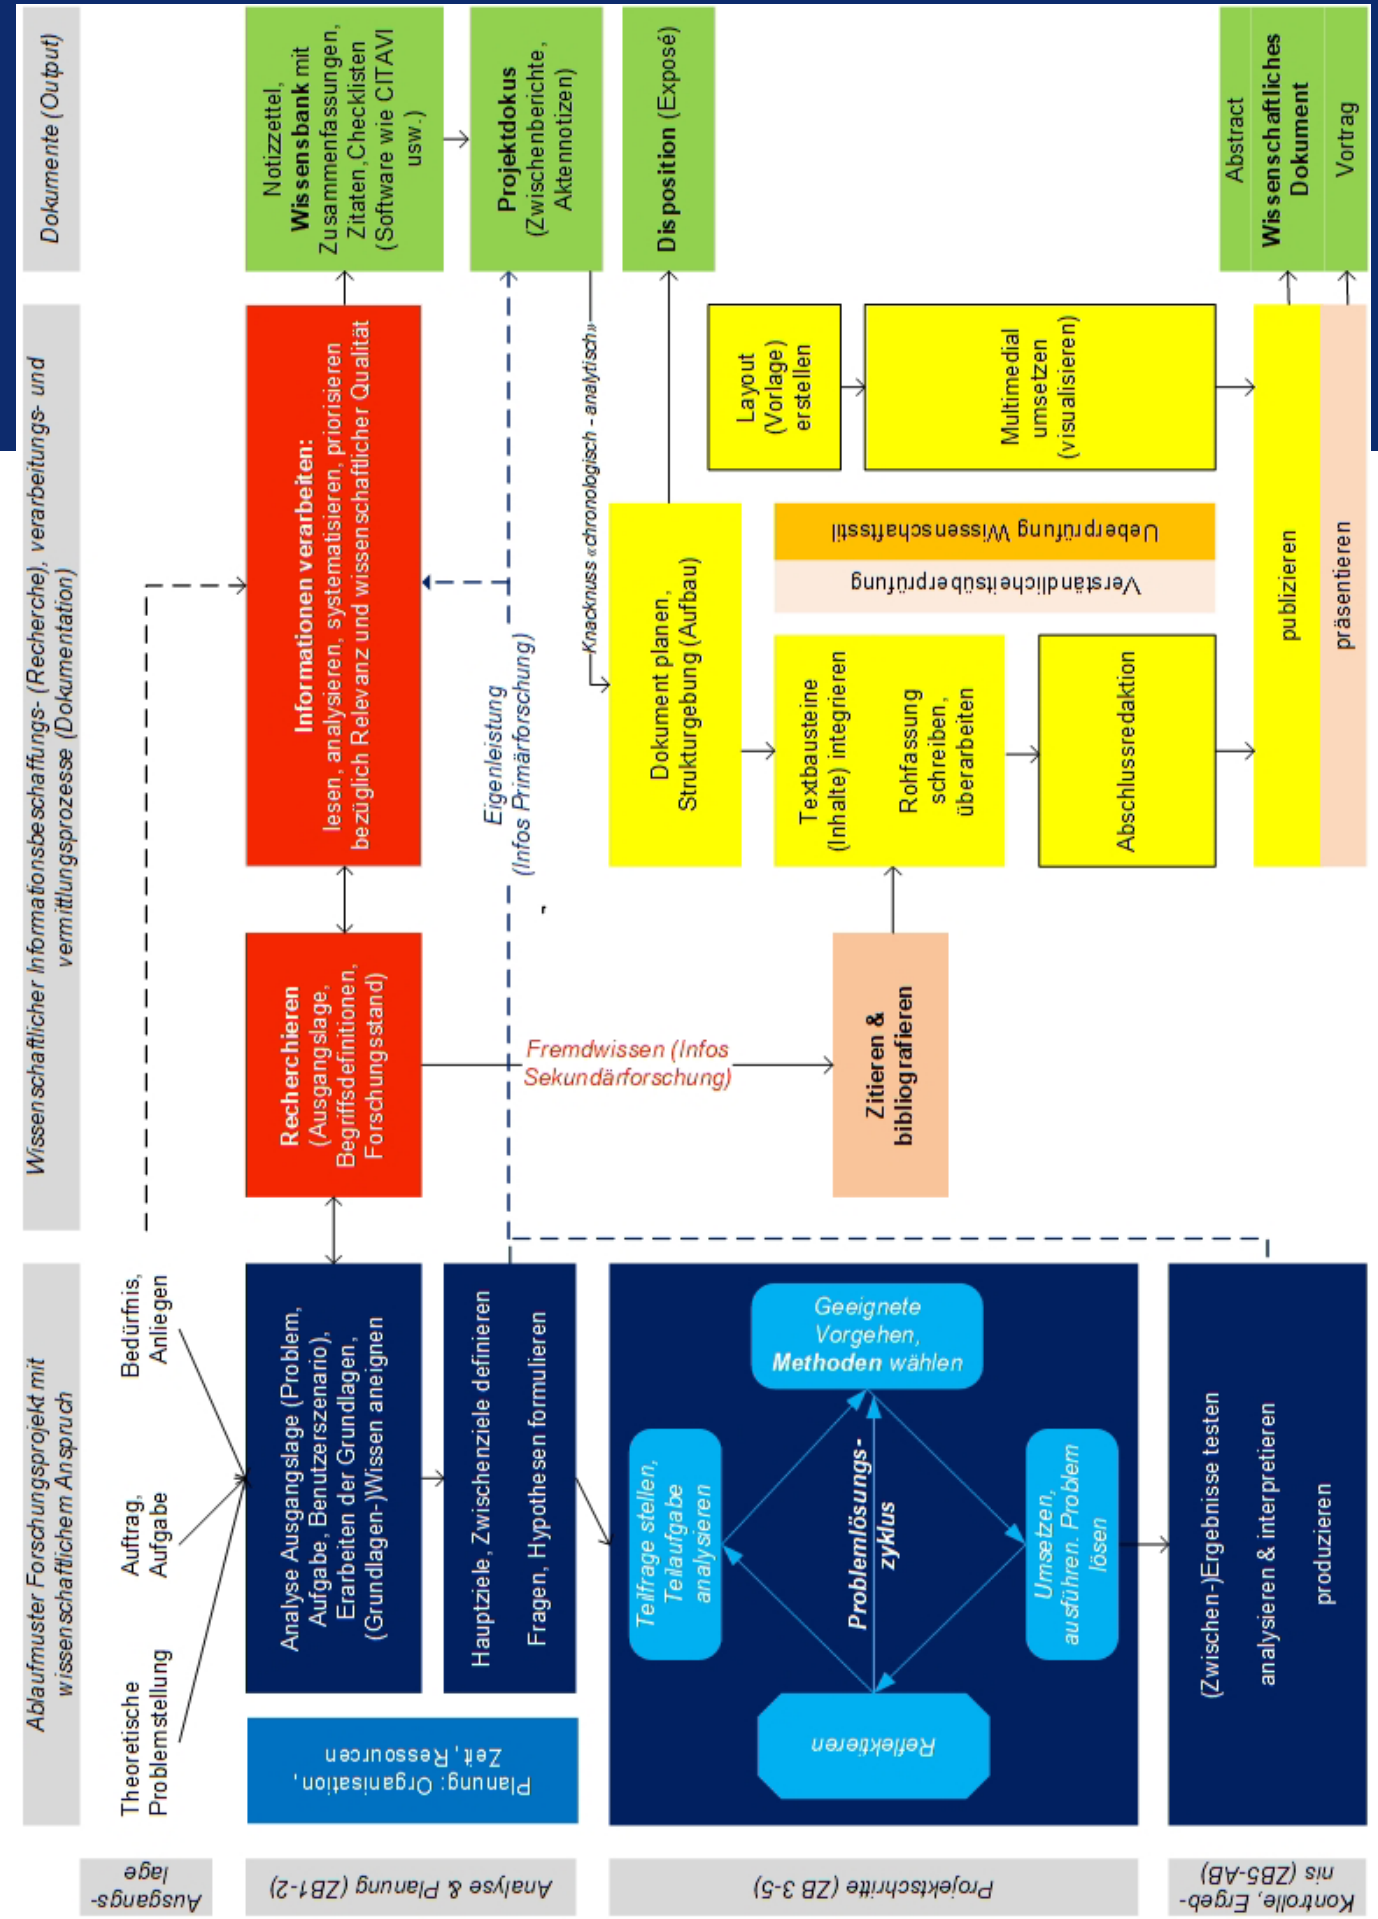 Ablaufmuster Forschungsprojekt mit
wissenschaftlichem Anspruch
Wissenschaftlicher Informationsbeschaffungs- (Recherche), verarbeitungs- und
vermittlungsprozesse (Dokumentation)
Dokumente (Output)
Ausgangs-
lage
Theoretische
Problemstellung
Auftrag,
Aufgabe
Bedürfnis,
Anliegen
Analyse & Planung (ZB1-2)
Planung: Organisation,
Zeit, Ressourcen
Analyse Ausgangslage (Problem,
Aufgabe, Benutzerszenario),
Erarbeiten der Grundlagen,
(Grundlagen-)Wissen aneignen
Hauptziele, Zwischenziele definieren
Fragen, Hypothesen formulieren
Recherchieren
(Ausgangslage,
Begriffsdefinitionen,
Forschungsstand)
Informationen verarbeiten:
lesen, analysieren, systematisieren, priorisieren
bezüglich Relevanz und wissenschaftlicher Qualität
Notizzettel,
Wissensbank mit
Zusammenfassungen,
Zitaten,Checklisten
(Software wie CITAVI
usw.)
Eigenleistung
(Infos Primärforschung)
Projektdokus
(Zwischenberichte,
Aktennotizen)
Knacknuss «chronologisch - analytisch»
Fremdwissen (Infos
Sekundärforschung)
Projektschritte (ZB 3-5)
Teilfrage stellen,
Teilaufgabe
analysieren
Geeignete
Vorgehen,
Methoden wählen
Problemlösungs-
zyklus
Reflektieren
Umsetzen,
ausführen. Problem
lösen
Zitieren &
bibliografieren
Dokument planen,
Strukturgebung (Aufbau)
Disposition (Exposé)
Textbausteine
(Inhalte) integrieren
Rohfassung
schreiben,
überarbeiten
Verständlicheitsüberprüfung
Ueberprüfung Wissenschaftsstil
Layout
(Vorlage)
erstellen
Multimedial
umsetzen
(visualisieren)
Abschlussredaktion
Kontrolle, Ergeb-
nis (ZB5-AB)
(Zwischen-)Ergebnisse testen
analysieren & interpretieren
produzieren
publizieren
präsentieren
Abstract
Wissenschaftliches
Dokument
Vortrag